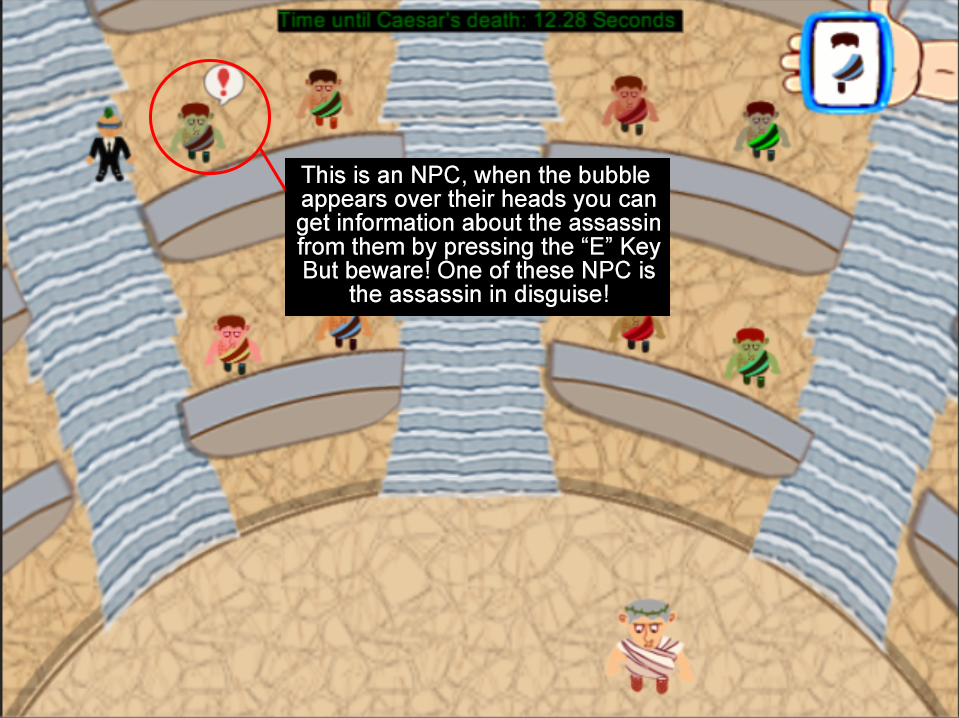 Time until Caesar's death: 12.28 Seconds
!
This is an NPC, when the bubble
appears over their heads you can
get information about the assassin
from them by pressing the “E” Key
But beware! One of these NPC is
the assassin in disguise!